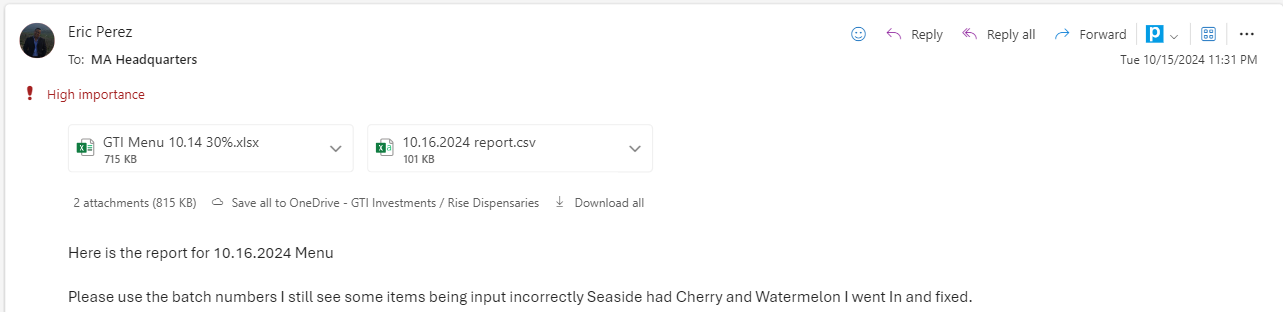 Eric Perez
Reply
Reply all
Forward
To: MA Headquarters
Tue 10/15/2024 11:31 PM
! High importance
GTI Menu 10.14 30%.xlsx
715 KB
10.16.2024 report.csv
101 KB
2 attachments (815 KB)
Save all to OneDrive - GTI Investments / Rise Dispensaries
Download all
Here is the report for 10.16.2024 Menu
Please use the batch numbers I still see some items being input incorrectly Seaside had Cherry and Watermelon I went In and fixed.